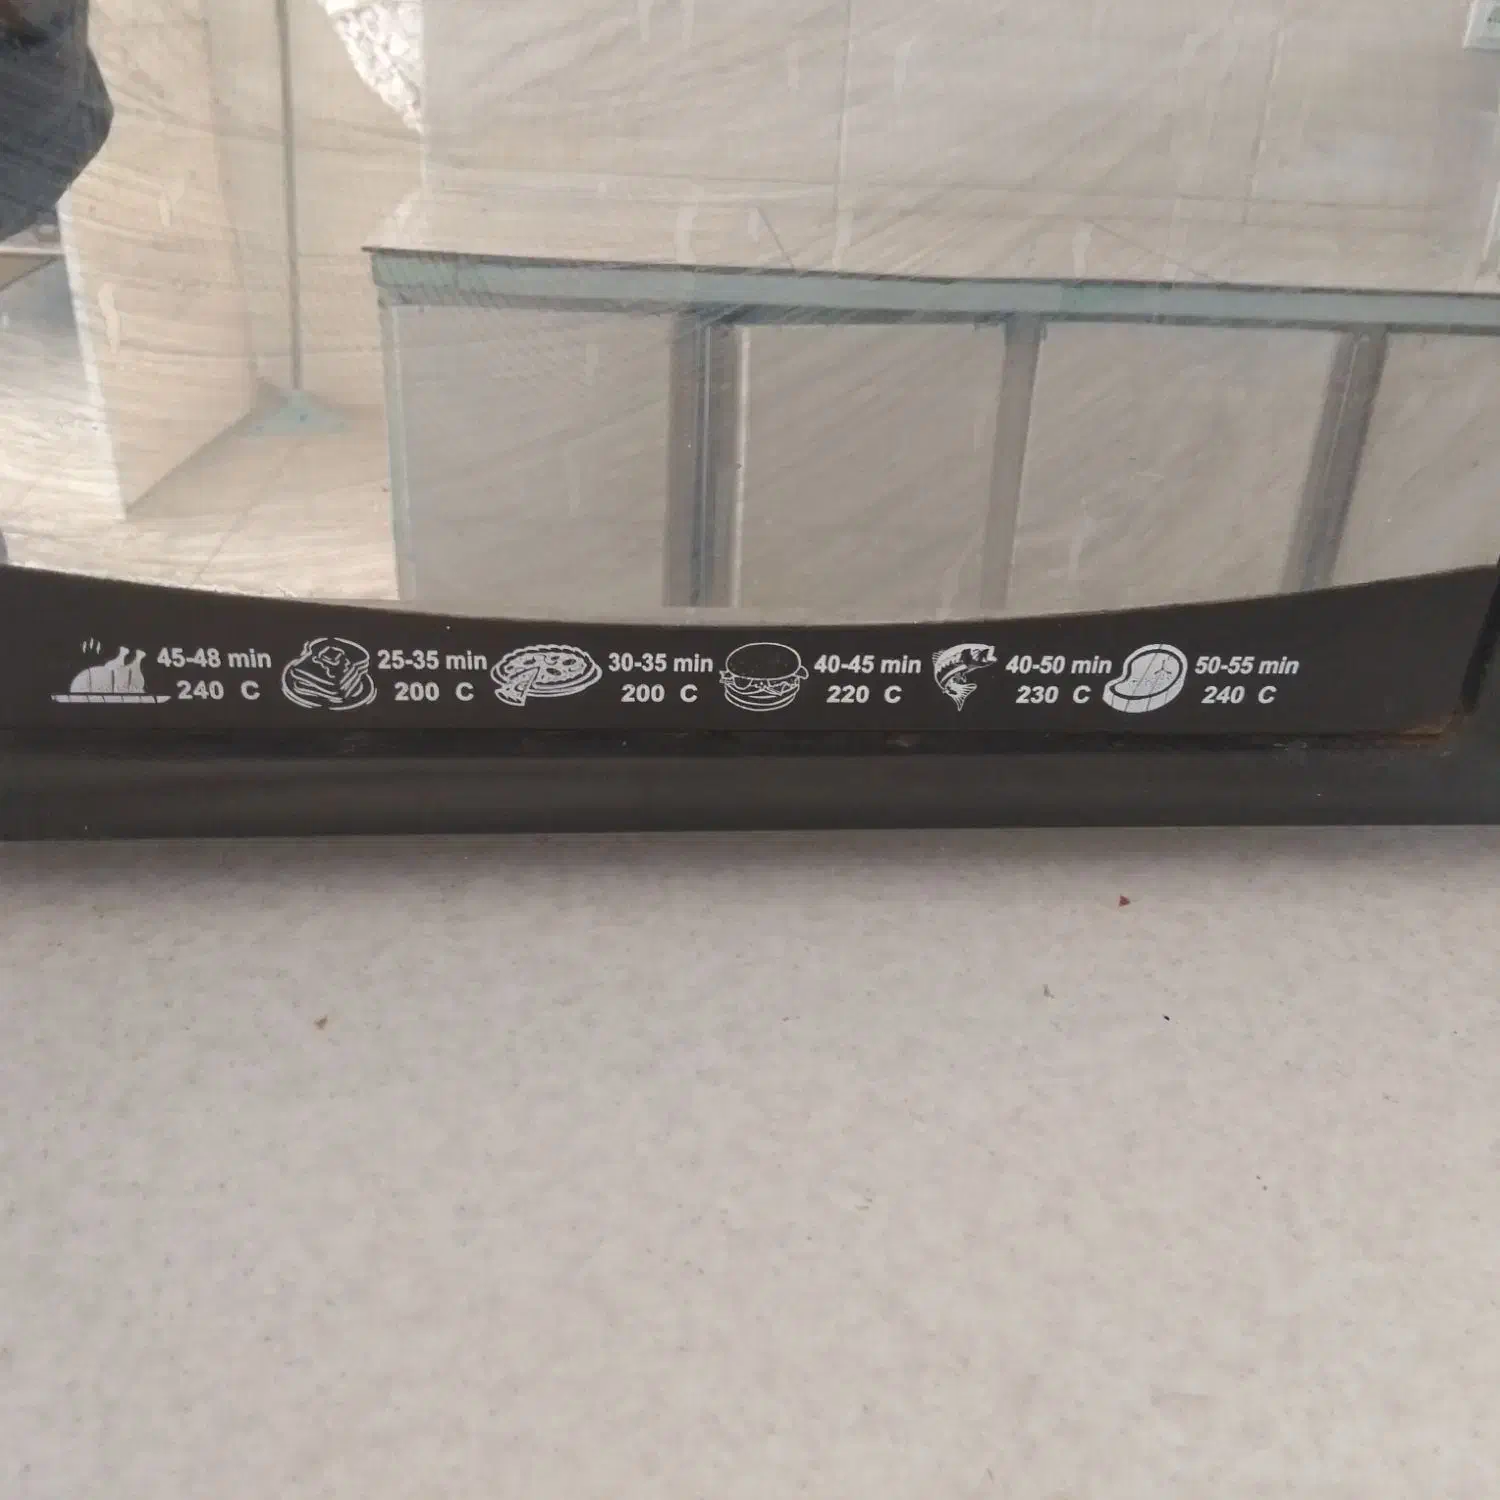 45-48 min
240 C
25-35 min
200 C
30-35 min
200 C
40-45 min
220 C
40-50 min
230 C
50-55 min
240 C